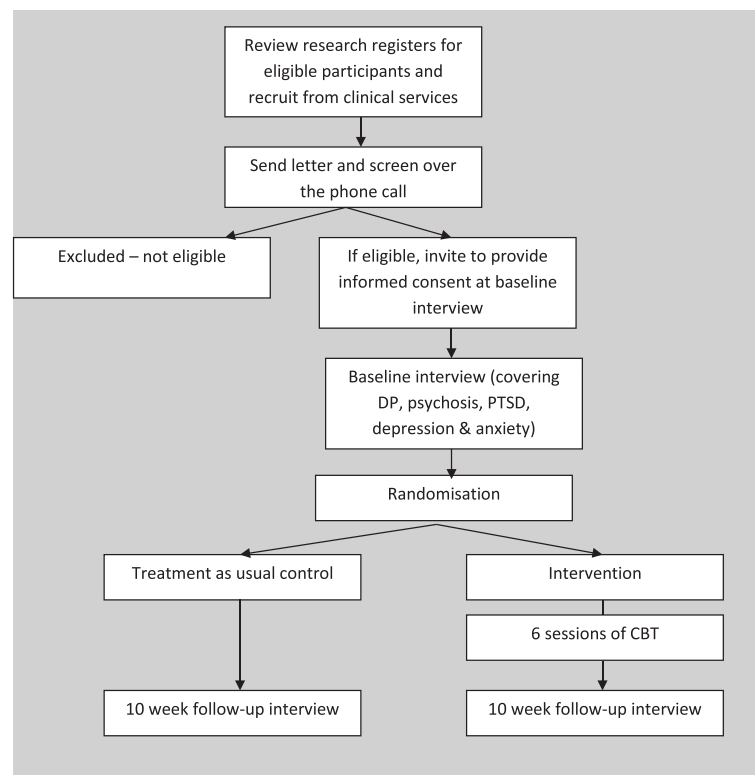 Review research registers for
eligible participants and
recruit from clinical services
Send letter and screen over
the phone call
Excluded – not eligible
If eligible, invite to provide
informed consent at baseline
interview
Baseline interview (covering
DP, psychosis, PTSD,
depression & anxiety)
Randomisation
Treatment as usual control
Intervention
6 sessions of CBT
10 week follow-up interview
10 week follow-up interview